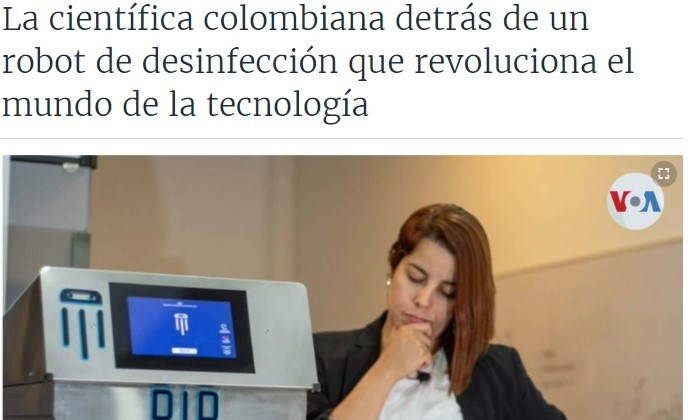 La científica colombiana detrás de un
robot de desinfección que revoluciona el
mundo de la tecnología
VOA
DID